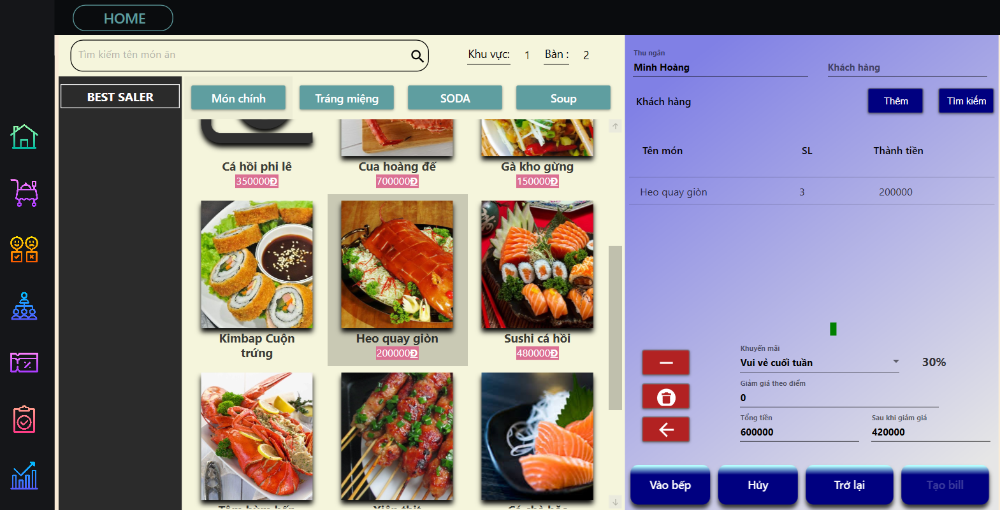 HOME
Tìm kiếm tên món ăn
Khu vực: 1 Bàn : 2
BEST SALER
Món chính Tráng miệng SODA Soup
Cá hồi phi lê Cua hoàng đế Gà kho gừng
350000Đ 700000Đ 150000Đ
Kimbap Cuộn trứng
Heo quay giòn
200000Đ
Sushi cá hồi
480000Đ
Thu ngân
Minh Hoàng
Khách hàng
Khách hàng Thêm Tìm kiếm
Tên món SL Thành tiền
Heo quay giòn 3 200000
Khuyến mãi
Vui vẻ cuối tuần 30%
Giảm giá theo điểm
0
Tổng tiền Sau khi giảm giá
600000 420000
Vào bếp Hủy Trở lại Tạo bill